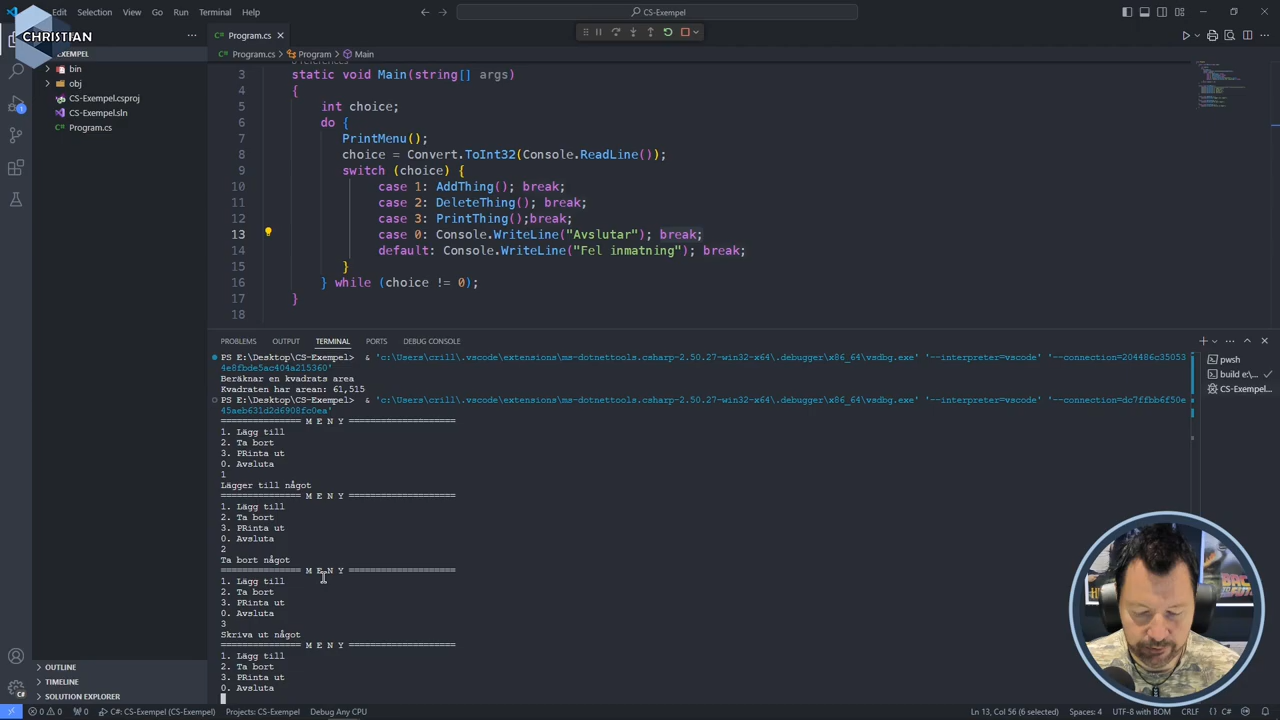 File Edit Selection View Go Run Terminal Help
CS-Exempel
CHRISTIAN
Program.cs
EXEMPEL
bin
obj
CS-Exempel.csproj
CS-Exempel.sln
Program.cs
Program.cs > Program > Main
3 static void Main(string[] args)
4 {
5 int choice;
6 do {
7 PrintMenu();
8 choice = Convert.ToInt32(Console.ReadLine());
9 switch (choice) {
10 case 1: AddThing(); break;
11 case 2: DeleteThing(); break;
12 case 3: PrintThing();break;
13 case 0: Console.WriteLine("Avslutar"); break;
14 default: Console.WriteLine("Fel inmatning"); break;
15 }
16 } while (choice != 0);
17 }
18
PROBLEMS OUTPUT TERMINAL PORTS DEBUG CONSOLE
PS E:\Desktop\CS-Exempel> & 'c:\Users\crill\.vscode\extensions\ms-dotnettools.csharp-2.50.27-win32-x64\.debugger\x86_64\vsdbg.exe' '--interpreter=vscode' '--connection=204486c35053
4e8fbde5ac404a215360'
Beräknar en kvadrats area
Kvadraten har arean: 61,515
PS E:\Desktop\CS-Exempel> & 'c:\Users\crill\.vscode\extensions\ms-dotnettools.csharp-2.50.27-win32-x64\.debugger\x86_64\vsdbg.exe' '--interpreter=vscode' '--connection=dc7ffbb6f50e
45aeb631d2d6908fc0ea'
=============== M E N Y ====================
1. Lägg till
2. Ta bort
3. PRinta ut
0. Avsluta
1
Lägger till något
=============== M E N Y ====================
1. Lägg till
2. Ta bort
3. PRinta ut
0. Avsluta
2
Ta bort något
=============== M E N Y ====================
1. Lägg till
2. Ta bort
3. PRinta ut
0. Avsluta
3
Skriva ut något
=============== M E N Y ====================
1. Lägg till
2. Ta bort
3. PRinta ut
0. Avsluta
pwsh
build e:\...
CS-Exempel...
OUTLINE
TIMELINE
SOLUTION EXPLORER
0 0 0 C#: CS-Exempel (CS-Exempel) Projects: CS-Exempel Debug Any CPU Ln 13, Col 56 (6 selected) Spaces: 4 UTF-8 with BOM CRLF C#